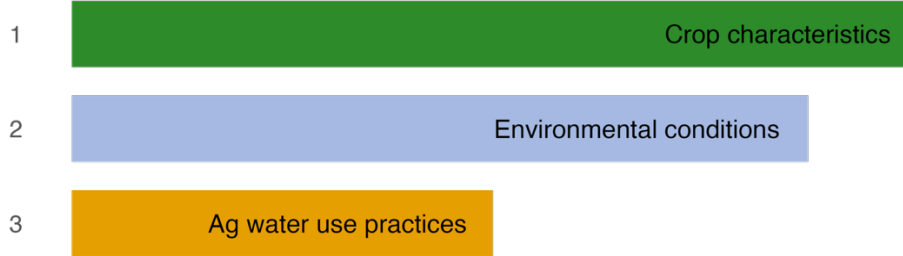 1 Crop characteristics
2 Environmental conditions
3 Ag water use practices